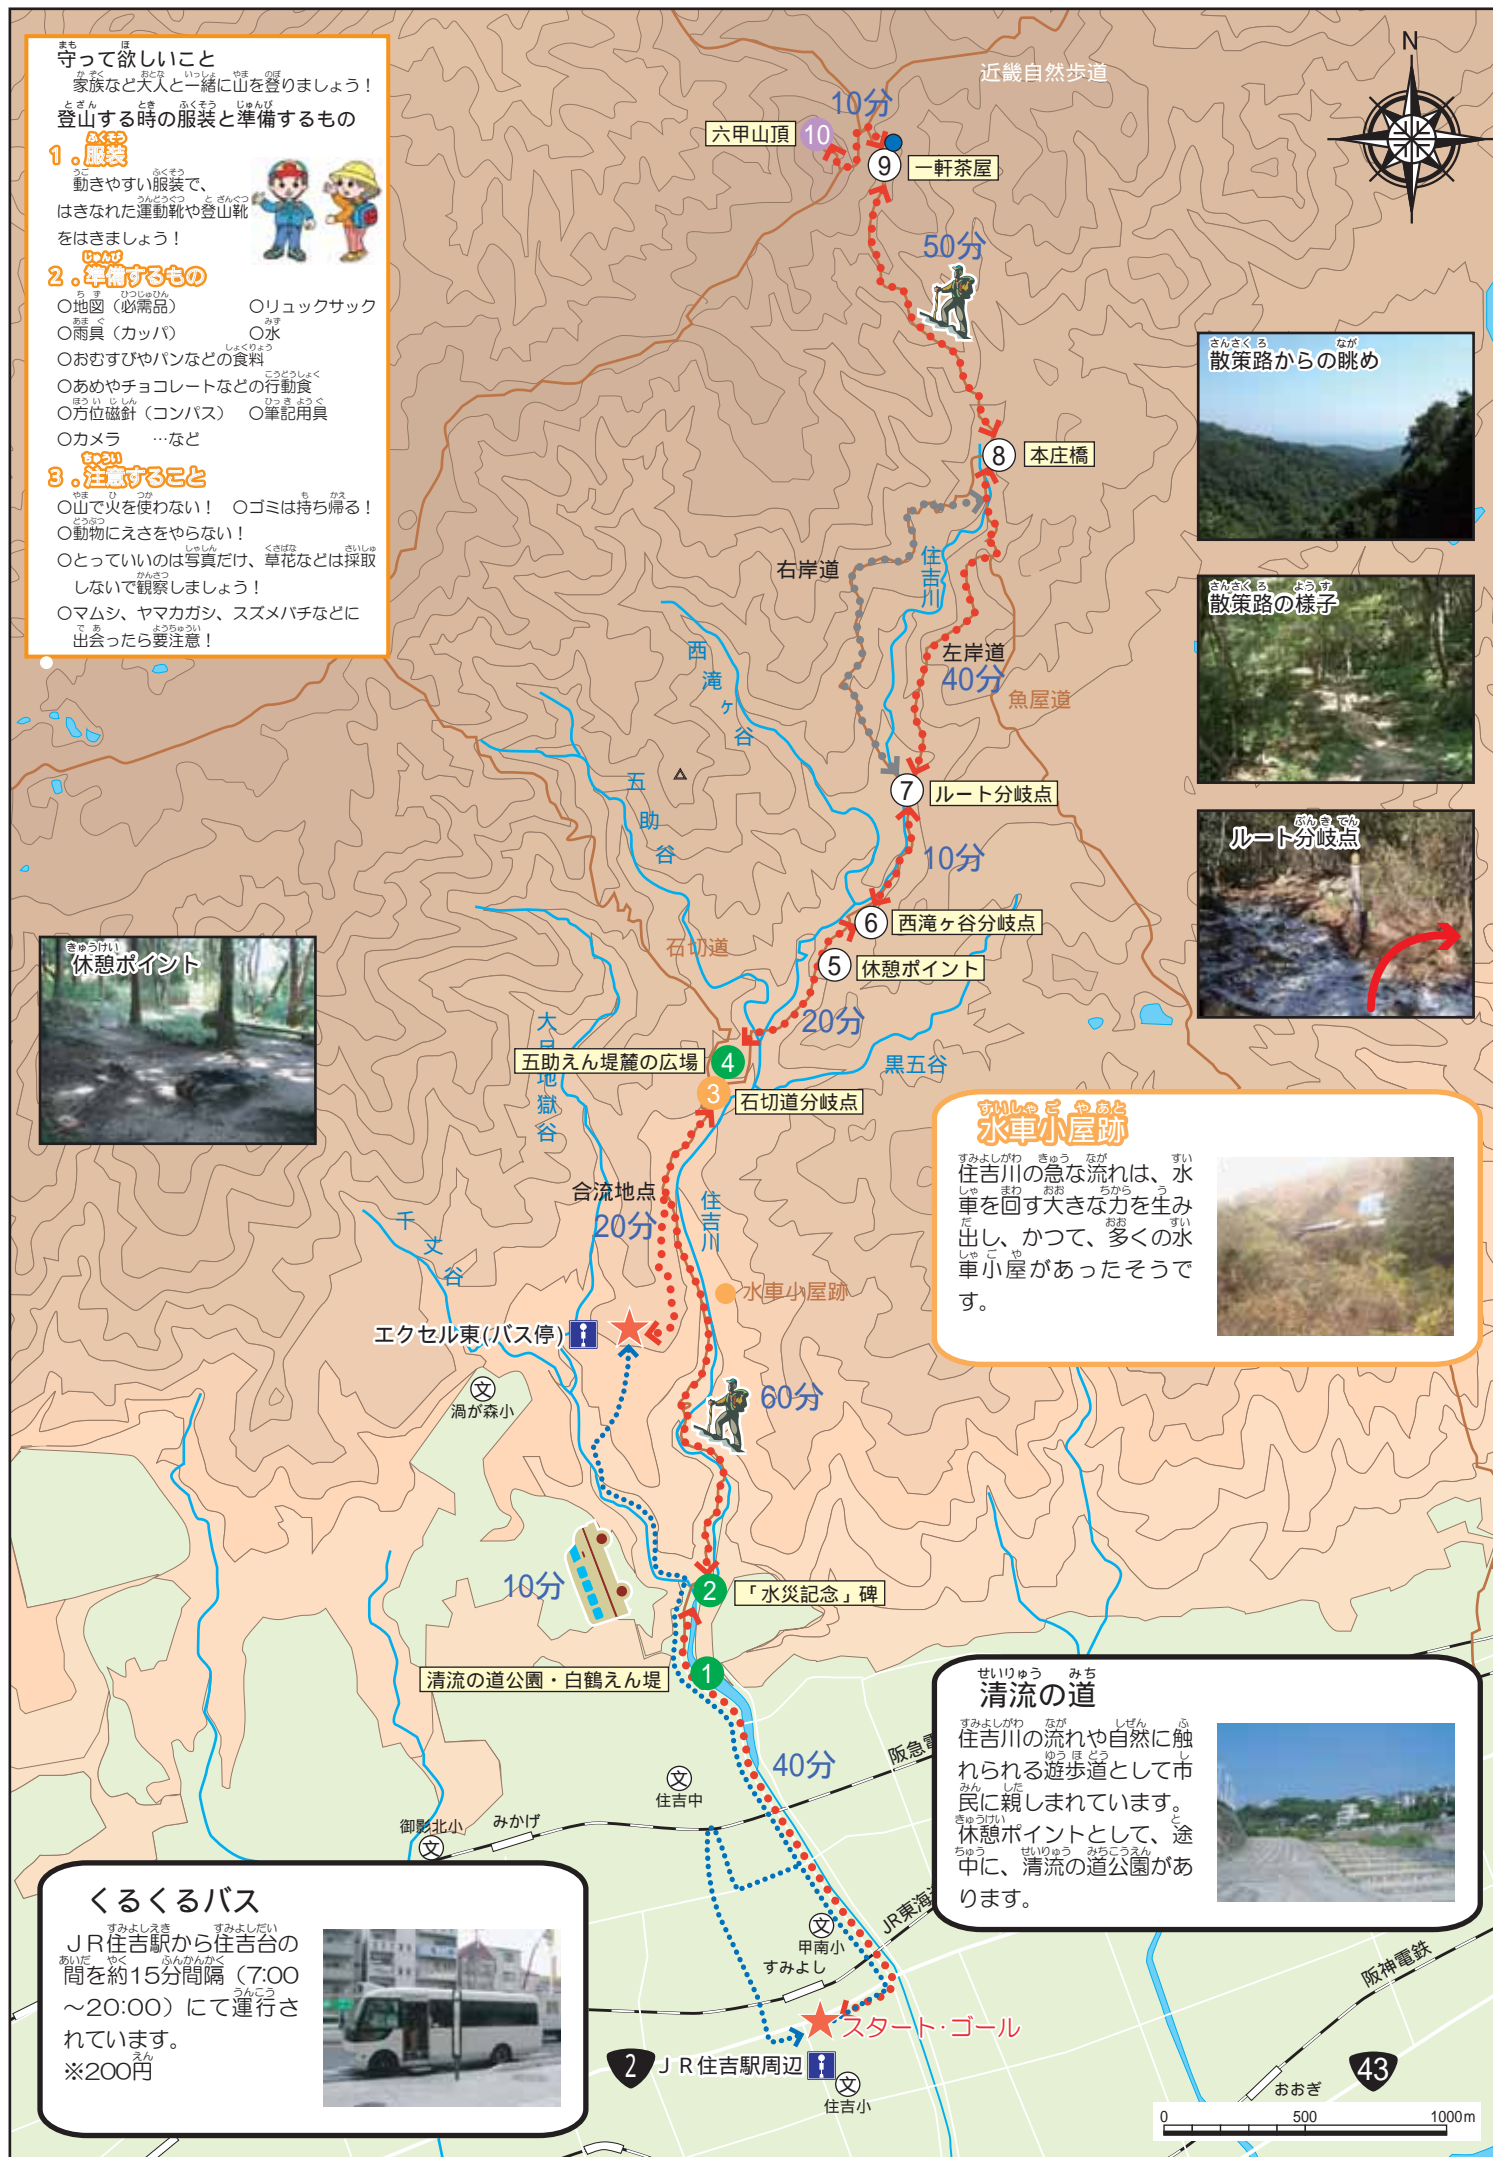 守って欲しいこと
家族など大人と一緒に山を登りましょう！
登山する時の服装と準備するもの
1．服装
動きやすい服装で、
はきなれた運動靴や登山靴
をはきましょう！
2．準備するもの
○地図（必需品） ○リュックサック
○雨具（カッパ） ○水
○おむすびやパンなどの食料
○あめやチョコレートなどの行動食
○方位磁針（コンパス） ○筆記用具
○カメラ …など
3．注意すること
○山で火を使わない！ ○ゴミは持ち帰る！
○動物にえさをやらない！
○とっていいのは写真だけ、草花などは採取
しないで観察しましょう！
○マムシ、ヤマカガシ、スズメバチなどに
出会ったら要注意！
N
近畿自然歩道
10分
六甲山頂 10
9 一軒茶屋
50分
散策路からの眺め
8 本庄橋
右岸道
住吉川
散策路の様子
左岸道
40分
魚屋道
西滝ヶ谷
五助谷
7 ルート分岐点
ルート分岐点
10分
6 西滝ヶ谷分岐点
石切道
5 休憩ポイント
休憩ポイント
20分
大月地獄谷
五助えん堤麓の広場 4
黒五谷
3 石切道分岐点
水車小屋跡
住吉川の急な流れは、水
車を回す大きな力を生み
出し、かつて、多くの水
車小屋があったそうで
す。
合流地点
20分
住吉川
千丈谷
水車小屋跡
エクセル東(バス停)
文
渦が森小
60分
10分
2 「水災記念」碑
清流の道公園・白鶴えん堤 1
清流の道
住吉川の流れや自然に触
れられる遊歩道として市
民に親しまれています。
休憩ポイントとして、途
中に、清流の道公園があ
ります。
40分
阪急電
文
住吉中
みかげ
御影北小
文
くるくるバス
ＪＲ住吉駅から住吉台の
間を約15分間隔（7:00
～20:00）にて運行さ
れています。
※200円
文
甲南小
JR東海道
すみよし
阪神電鉄
スタート・ゴール
2
ＪＲ住吉駅周辺
文
住吉小
43
おおぎ
0 500 1000m